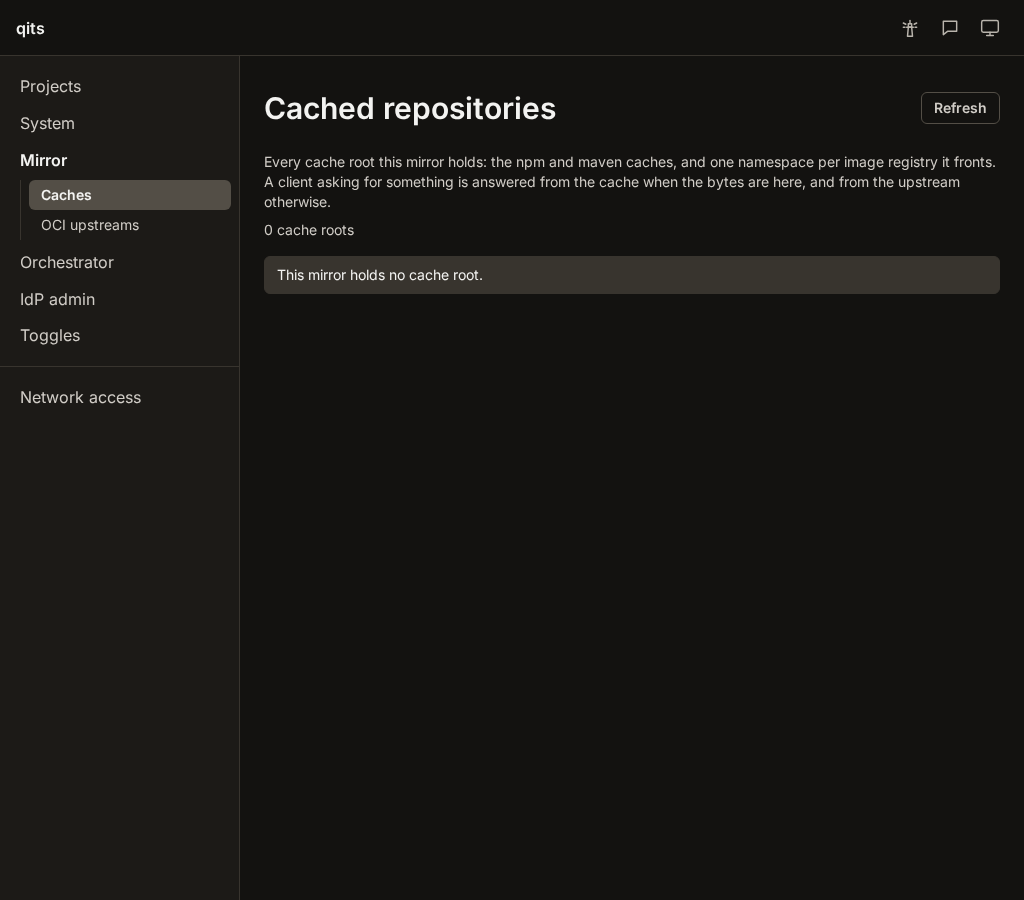 qits
Projects
System
Mirror
Caches
OCI upstreams
Orchestrator
IdP admin
Toggles
Network access
Cached repositories
Refresh
Every cache root this mirror holds: the npm and maven caches, and one namespace per image registry it fronts.
A client asking for something is answered from the cache when the bytes are here, and from the upstream
otherwise.
0 cache roots
This mirror holds no cache root.